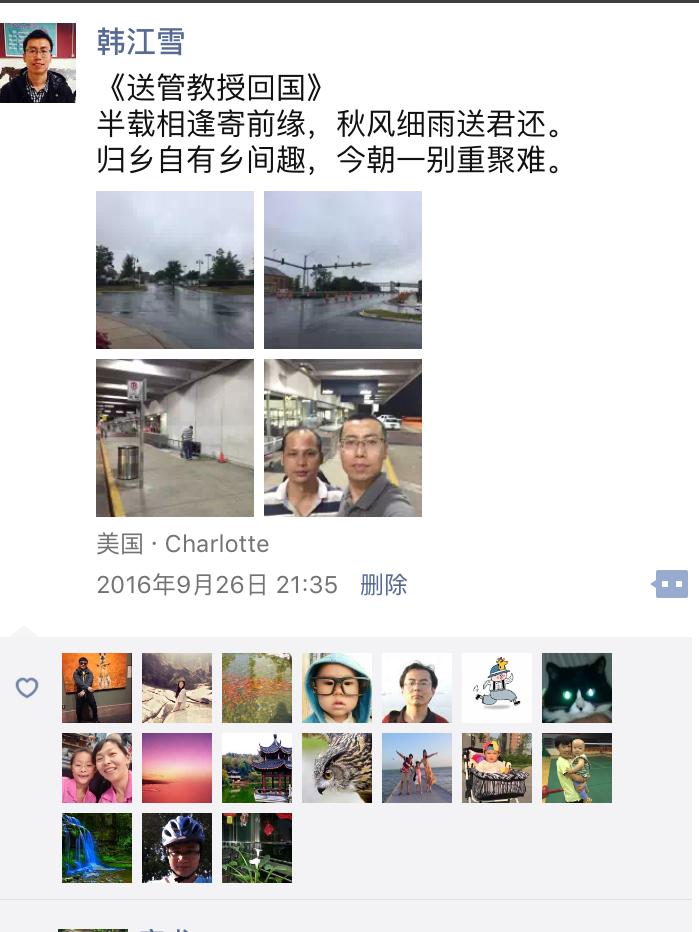 韩江雪
《送管教授回国》
半载相逢寄前缘，秋风细雨送君还。
归乡自有乡间趣，今朝一别重聚难。
美国 · Charlotte
2016年9月26日 21:35 删除